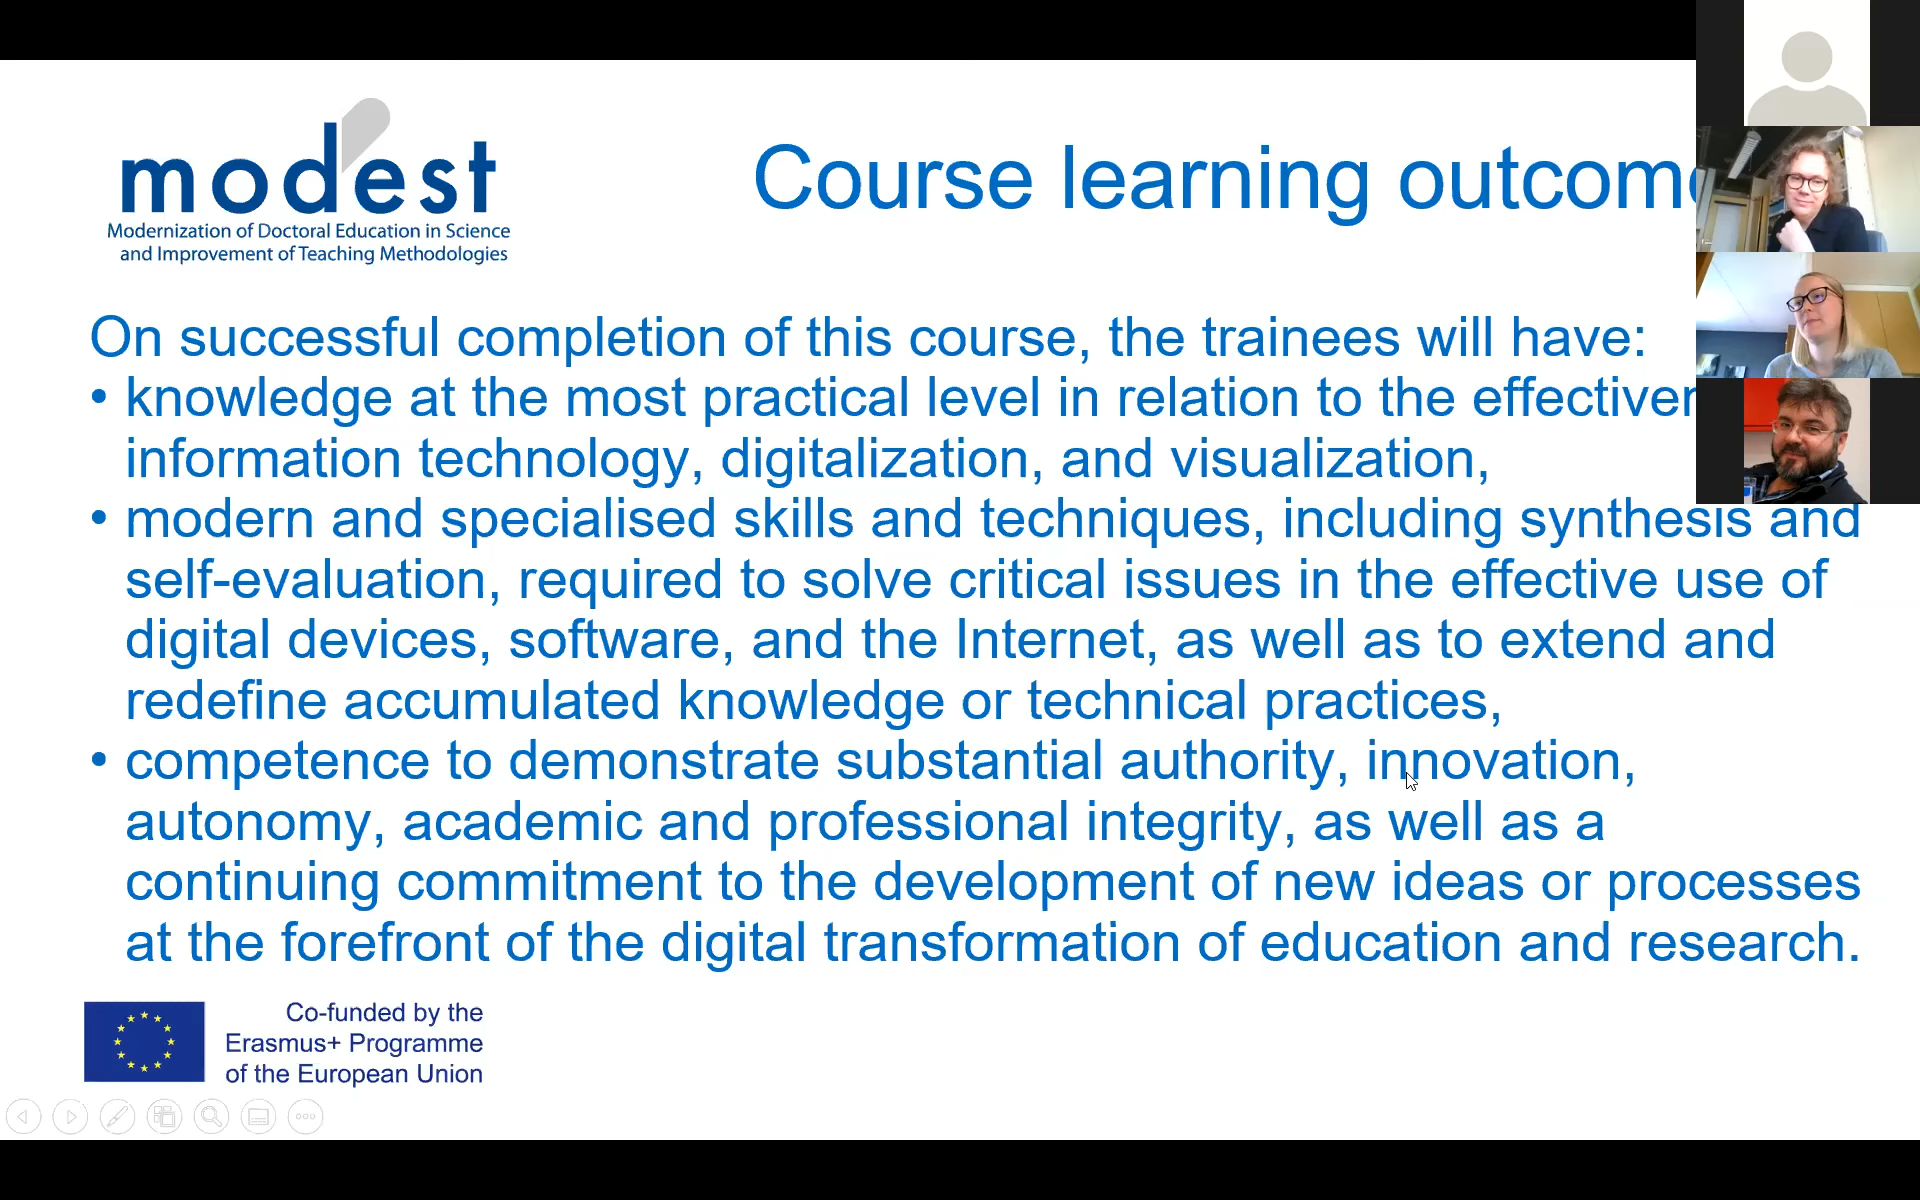 modest
Modernization of Doctoral Education in Science
and Improvement of Teaching Methodologies
Course learning outcom
On successful completion of this course, the trainees will have:
• knowledge at the most practical level in relation to the
information technology, digitalization, and visualization,
• modern and specialised skills and techniques, including synthesis and
self-evaluation, required to solve critical issues in the effective use of
digital devices, software, and the Internet, as well as to extend and
redefine accumulated knowledge or technical practices,
• competence to demonstrate substantial authority, innovation,
autonomy, academic and professional integrity, as well as a
continuing commitment to the development of new ideas or processes
at the forefront of the digital transformation of education and research.
Co-funded by the
Erasmus+ Programme
of the European Union